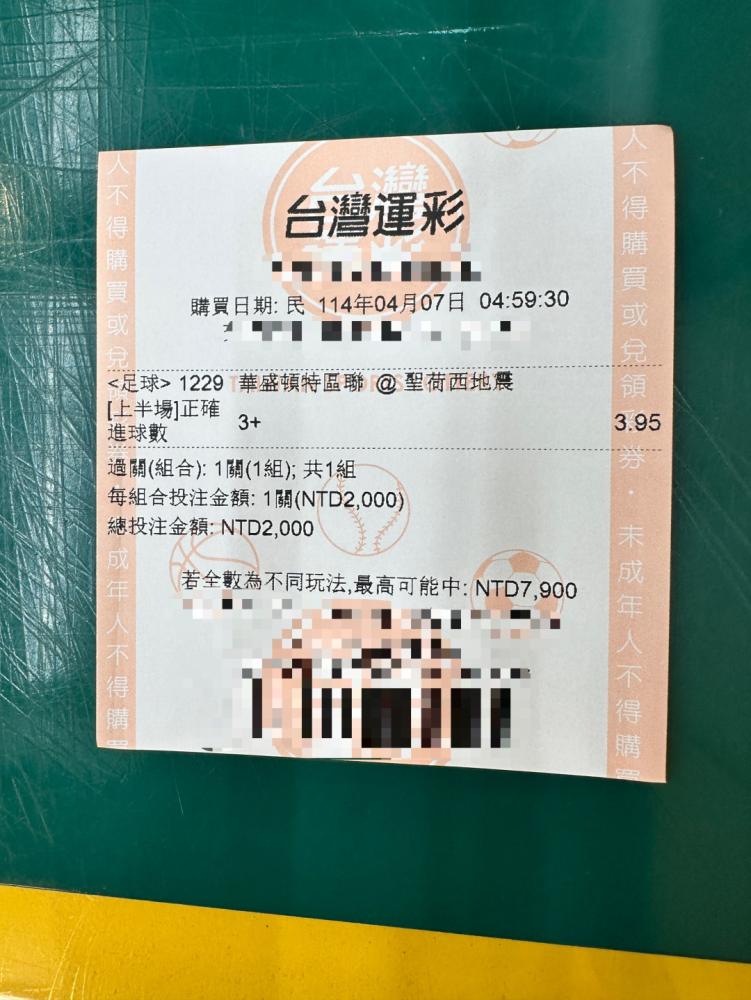 台灣運彩
購買日期: 民 114年04月07日 04:59:30
<足球> 1229 華盛頓特區聯 @ 聖荷西地震
[上半場]正確
進球數
3+
3.95
過關(組合): 1關(1組); 共1組
每組合投注金額: 1關(NTD2,000)
總投注金額: NTD2,000
若全數為不同玩法,最高可能中: NTD7,900
人不得購買或兌
成年人不得購買
人不得購買或兌領彩券・未成年人不得購買